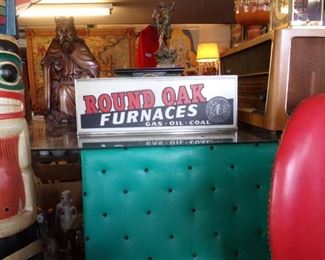 ROUND OAK
FURNACES
GAS · OIL · COAL